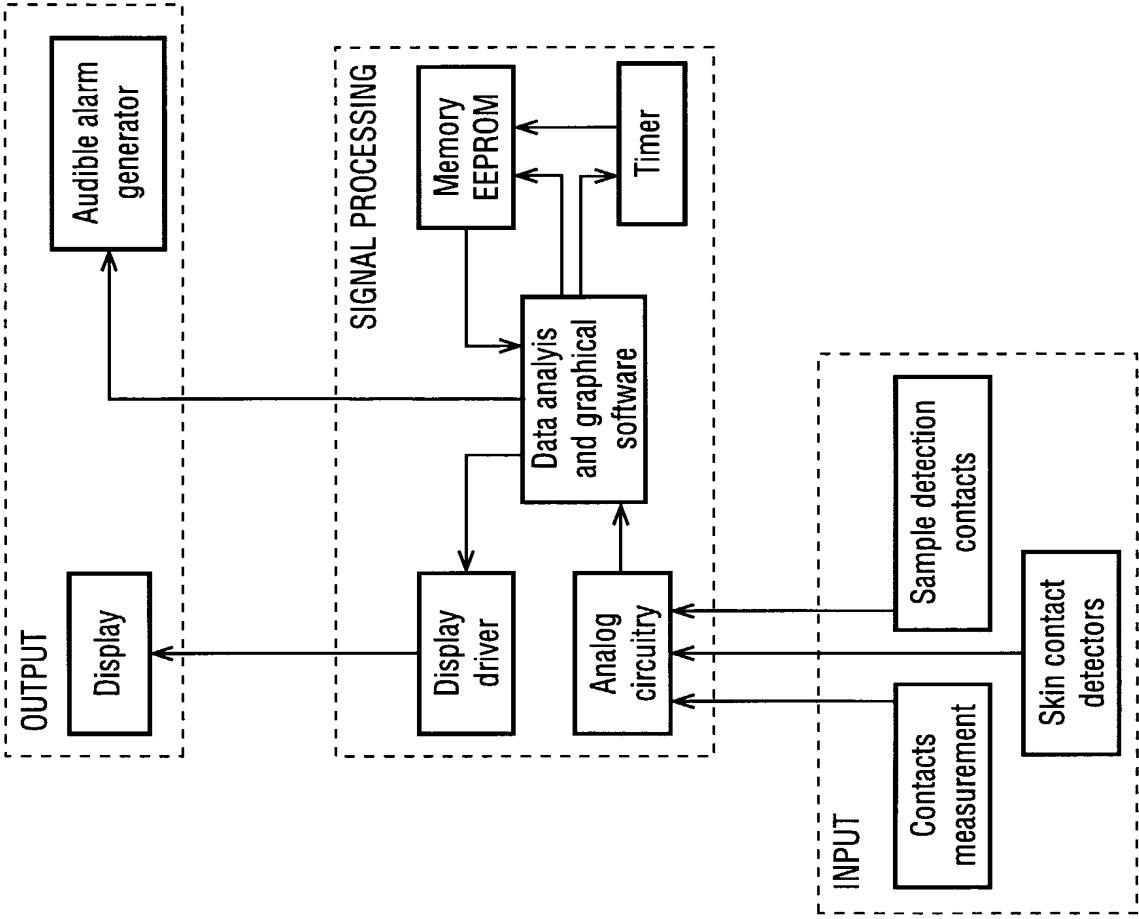 OUTPUT
Display
Audible alarm
generator
SIGNAL PROCESSING
Display
driver
Memory
EEPROM
Analog
circuitry
Data analyis
and graphical
software
Timer
INPUT
Contacts
measurement
Sample detection
contacts
Skin contact
detectors